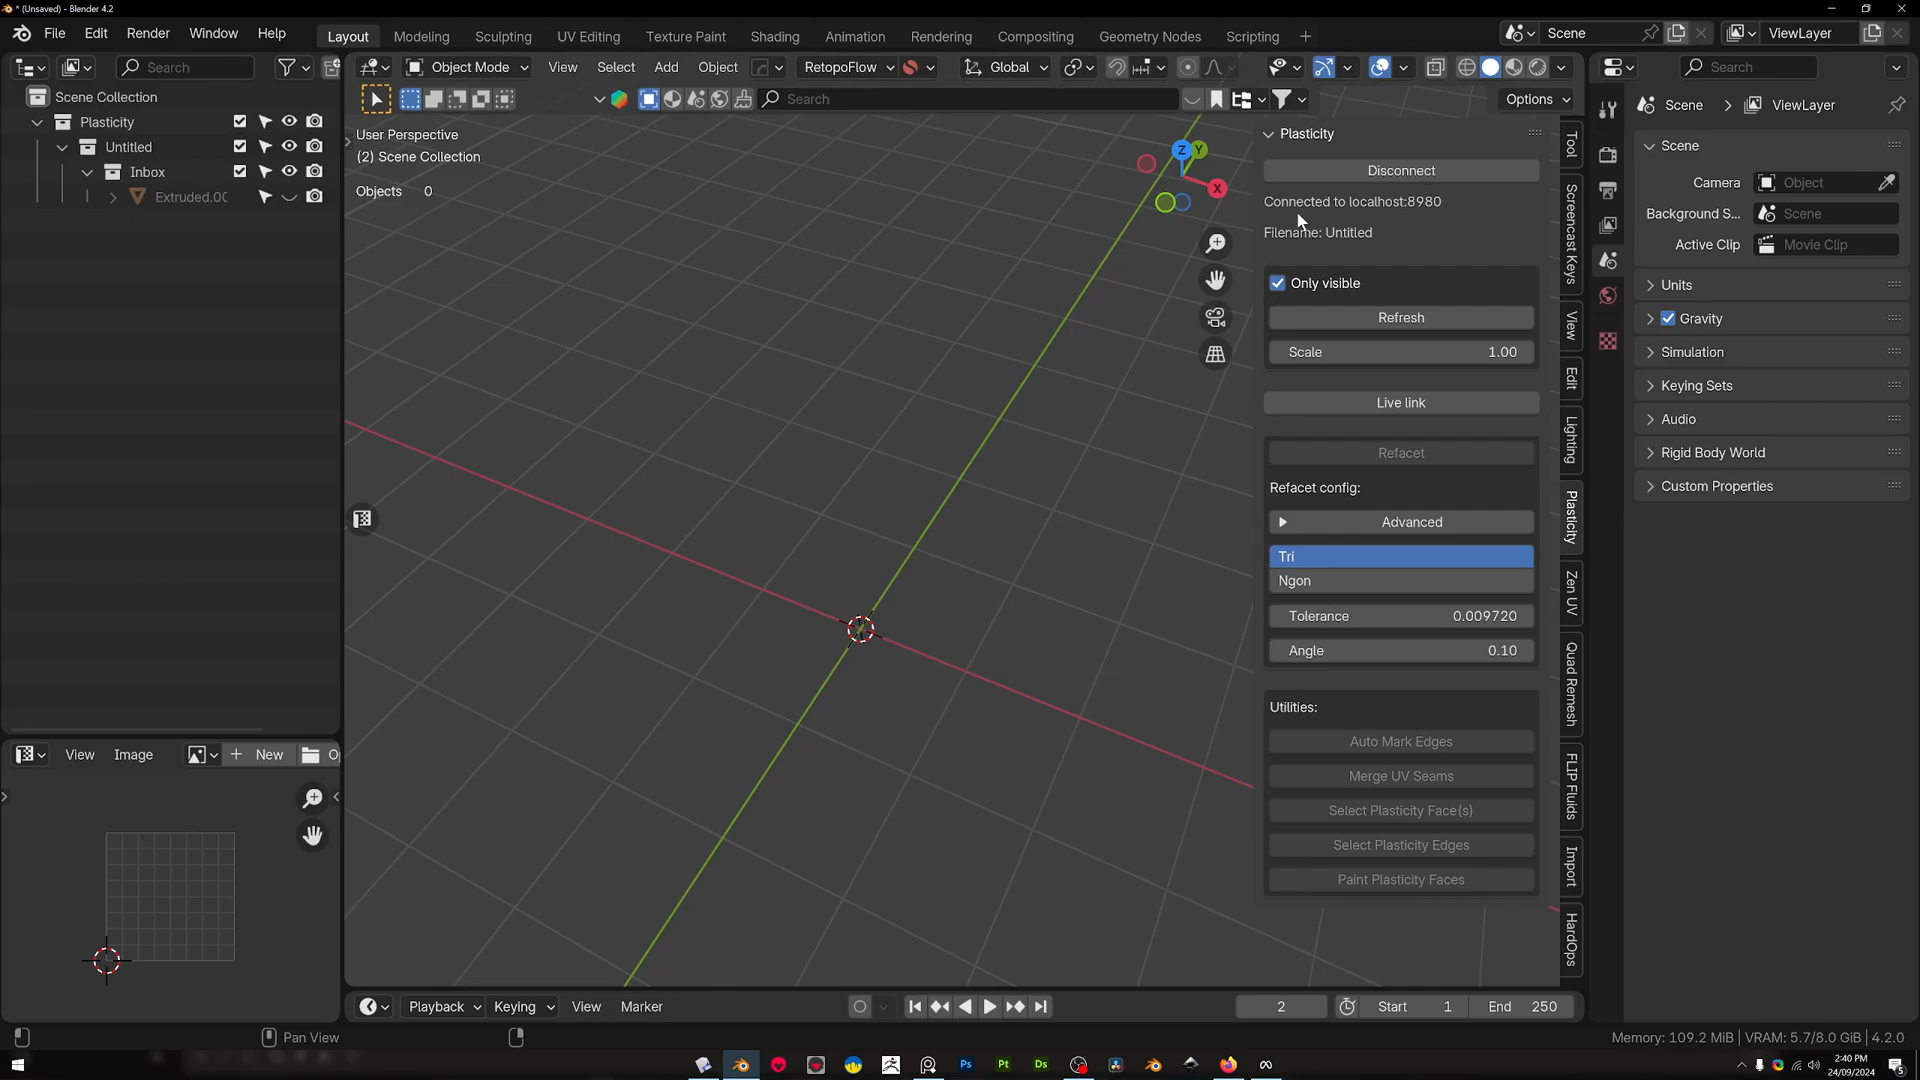 * (Unsaved) - Blender 4.2
File Edit Render Window Help
Layout Modeling Sculpting UV Editing Texture Paint Shading Animation Rendering Compositing Geometry Nodes Scripting +
Scene
ViewLayer
Search
Object Mode View Select Add Object RetopoFlow Global
Search
Search
Options
Scene Collection
Plasticity
Untitled
Inbox
Extruded.00
User Perspective
(2) Scene Collection
Objects 0
Z
Y
X
Plasticity
Disconnect
Connected to localhost:8980
Filename: Untitled
Only visible
Refresh
Scale 1.00
Live link
Refacet
Refacet config:
Advanced
Tri
Ngon
Tolerance 0.009720
Angle 0.10
Utilities:
Auto Mark Edges
Merge UV Seams
Select Plasticity Face(s)
Select Plasticity Edges
Paint Plasticity Faces
Tool
Screencast Keys
View
Edit
Lighting
Plasticity
Zen UV
Quad Remesh
FLIP Fluids
Import
HardOps
Scene ViewLayer
Scene
Camera Object
Background S... Scene
Active Clip Movie Clip
Units
Gravity
Simulation
Keying Sets
Audio
Rigid Body World
Custom Properties
View Image + New O
Playback Keying View Marker
2
Start 1
End 250
Pan View
Memory: 109.2 MiB | VRAM: 5.7/8.0 GiB | 4.2.0
Ps
Pt
Ds
2:40 PM
24/09/2024
5